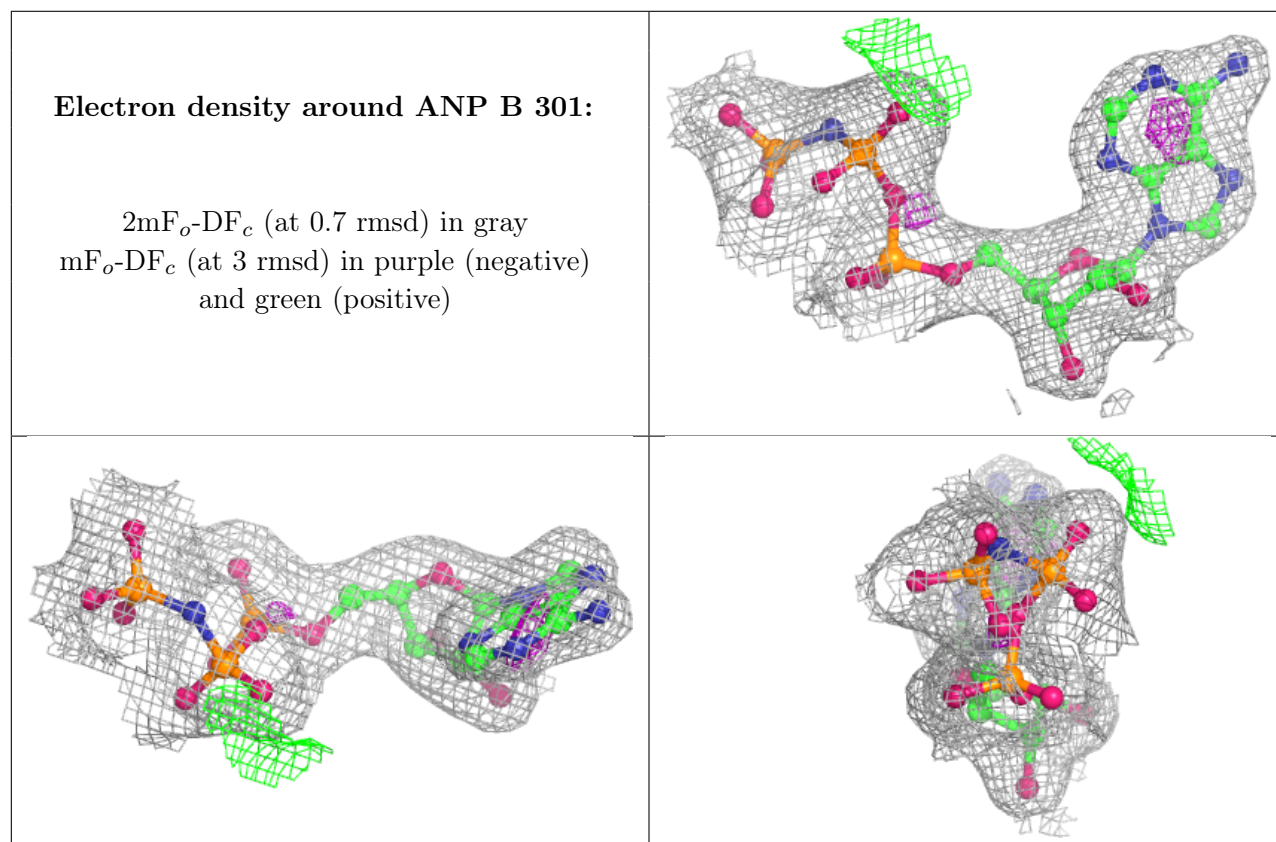 Electron density around ANP B 301:
2mFₒ-DF𝒸 (at 0.7 rmsd) in gray
mFₒ-DF𝒸 (at 3 rmsd) in purple (negative)
and green (positive)